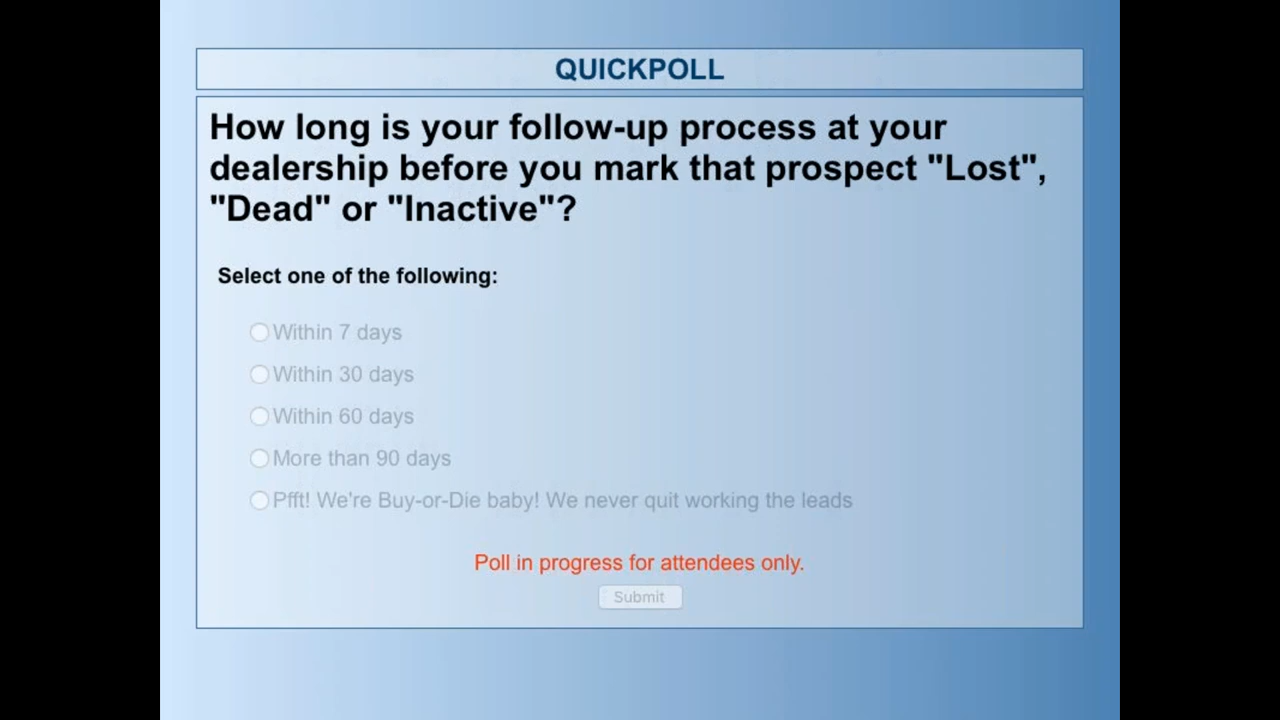 QUICKPOLL
How long is your follow-up process at your
dealership before you mark that prospect "Lost",
"Dead" or "Inactive"?
Select one of the following:
Within 7 days
Within 30 days
Within 60 days
More than 90 days
Pfft! We're Buy-or-Die baby! We never quit working the leads
Poll in progress for attendees only.
Submit